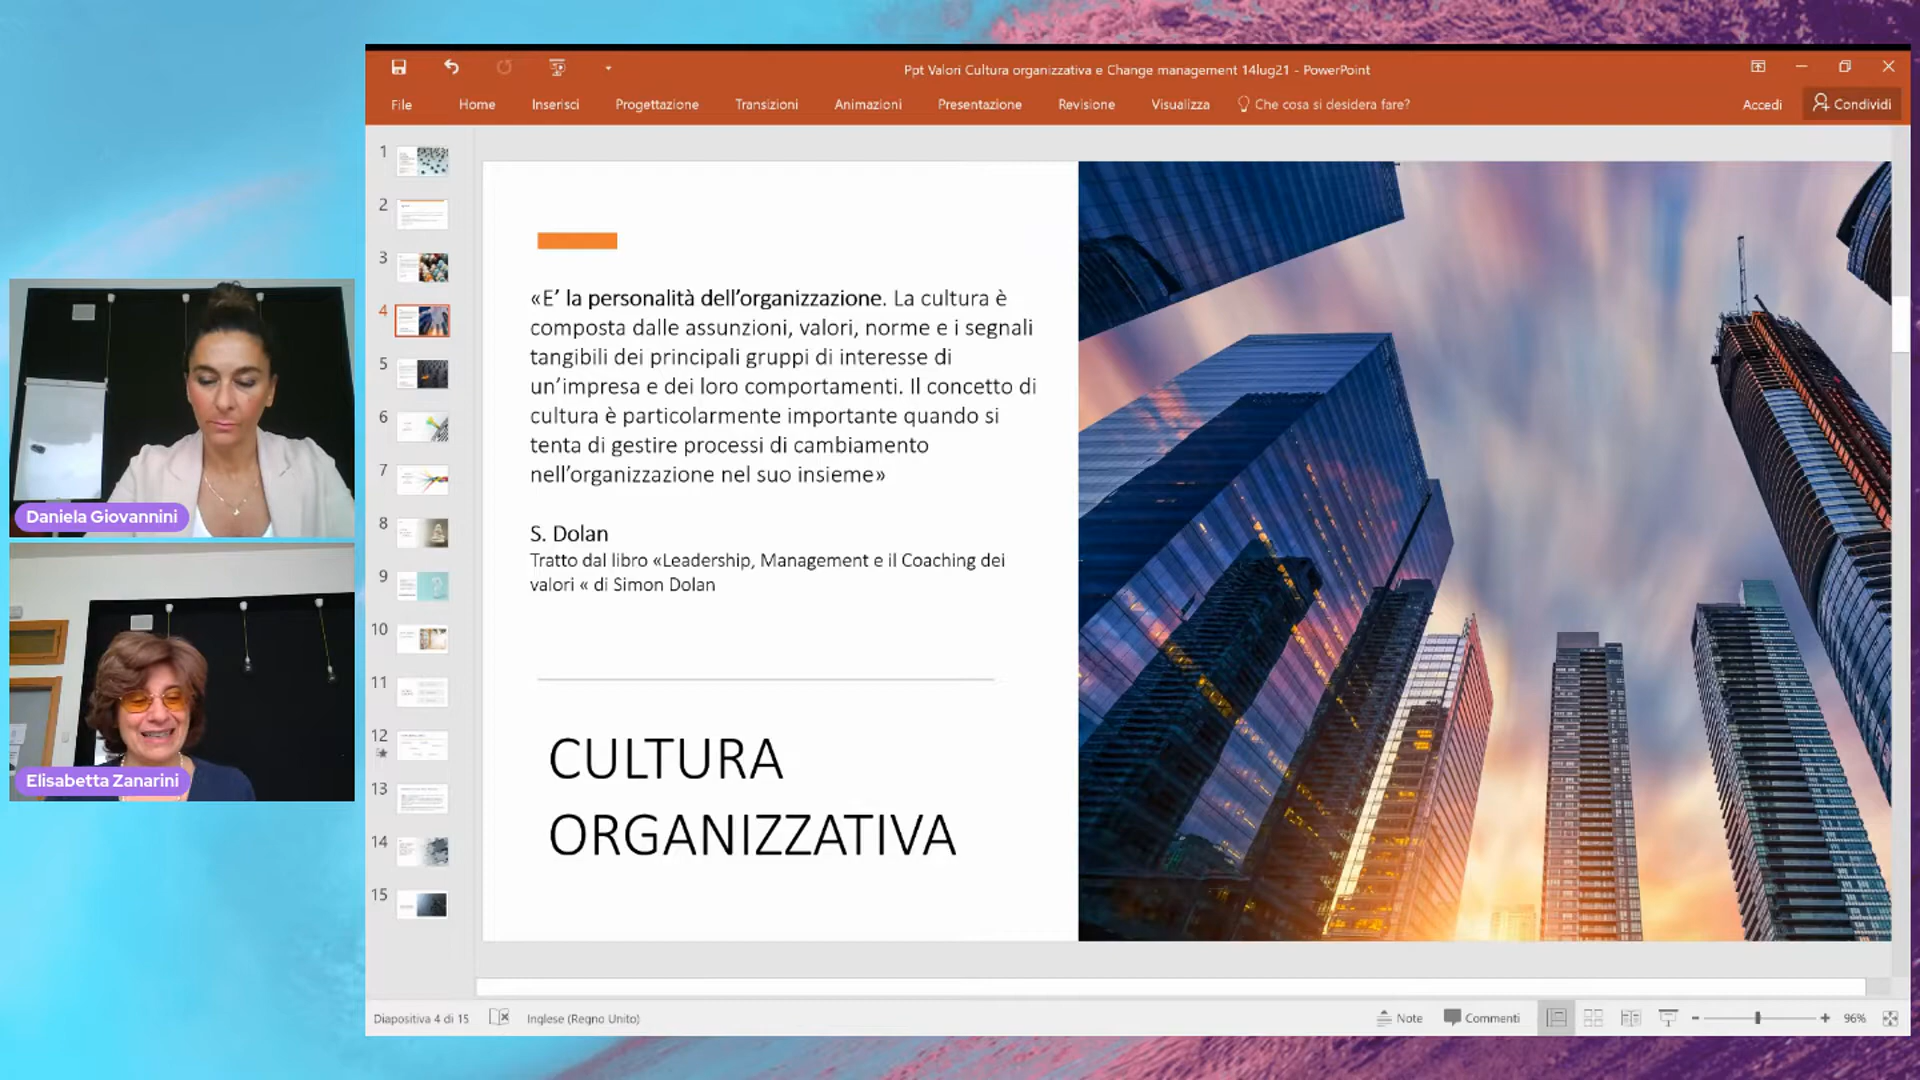 Ppt Valori Cultura organizzativa e Change management 14lug21 - PowerPoint
File
Home
Inserisci
Progettazione
Transizioni
Animazioni
Presentazione
Revisione
Visualizza
Che cosa si desidera fare?
Accedi
Condividi
1
2
3
4
5
6
7
8
9
10
11
12
13
14
15
«E’ la personalità dell’organizzazione. La cultura è
composta dalle assunzioni, valori, norme e i segnali
tangibili dei principali gruppi di interesse di
un’impresa e dei loro comportamenti. Il concetto di
cultura è particolarmente importante quando si
tenta di gestire processi di cambiamento
nell’organizzazione nel suo insieme»
S. Dolan
Tratto dal libro «Leadership, Management e il Coaching dei
valori « di Simon Dolan
CULTURA
ORGANIZZATIVA
Daniela Giovannini
Elisabetta Zanarini
Diapositiva 4 di 15
Inglese (Regno Unito)
Note
Commenti
96%